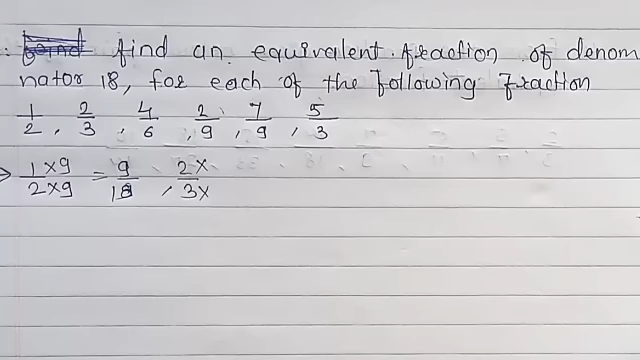 find an equivalent fraction of denom
nator 18, for each of the following fraction
1/2, 2/3, 4/6, 2/9, 7/9, 5/3
→ 1×9/2×9 = 9/18, 2×/3×